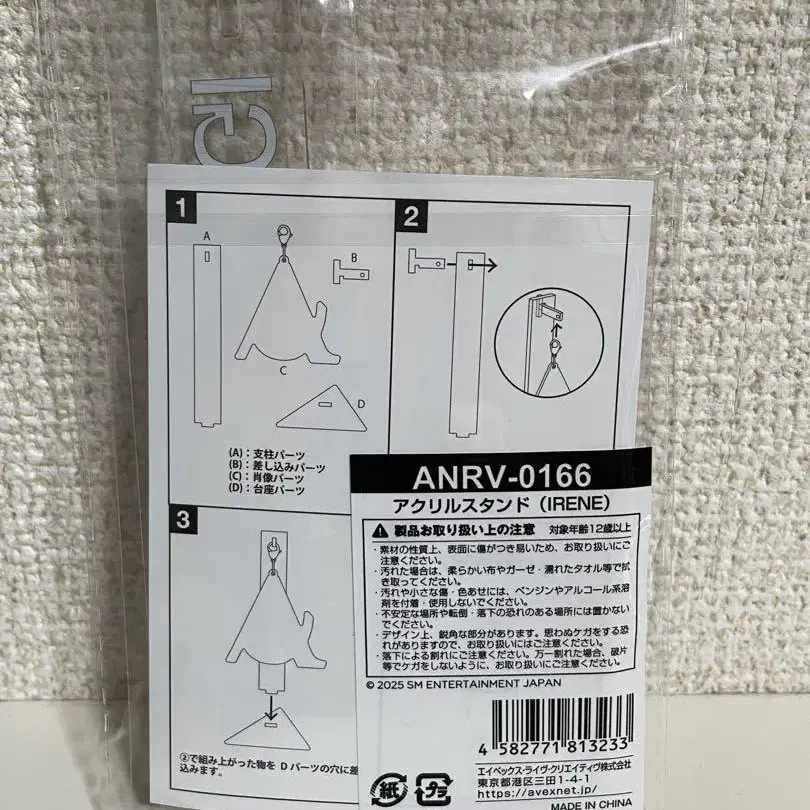 1
A
B
C
D
(A)：支柱パーツ
(B)：差し込みパーツ
(C)：肖像パーツ
(D)：台座パーツ
2
3
②で組み上がった物を D パーツの穴に差
込みます。
ANRV-0166
アクリルスタンド（IRENE）
製品お取り扱い上の注意 対象年齢12歳以上
・素材の性質上、表面に傷がつき易いため、お取り扱いにご
注意ください。
・汚れた場合は、柔らかい布やガーゼ・濡れたタオル等で拭
き取ってください。
・汚れや小さな傷・色あせには、ベンジンやアルコール系溶
剤を付着・使用しないでください。
・不安定な場所や転倒・落下の恐れのある場所には置かない
でください。
・デザイン上、鋭角な部分があります。思わぬケガをする恐
れがありますので、お取り扱いにはご注意ください。
・落下による割れにご注意ください。万一割れた場合、破片
等でケガをしないように、お取り扱いにご注意ください。
© 2025 SM ENTERTAINMENT JAPAN
4 582771 813233
紙
プラ
エイベックス・ライヴ・クリエイティヴ株式会社
東京都港区三田1-4-1
https://avexnet.jp/
MADE IN CHINA